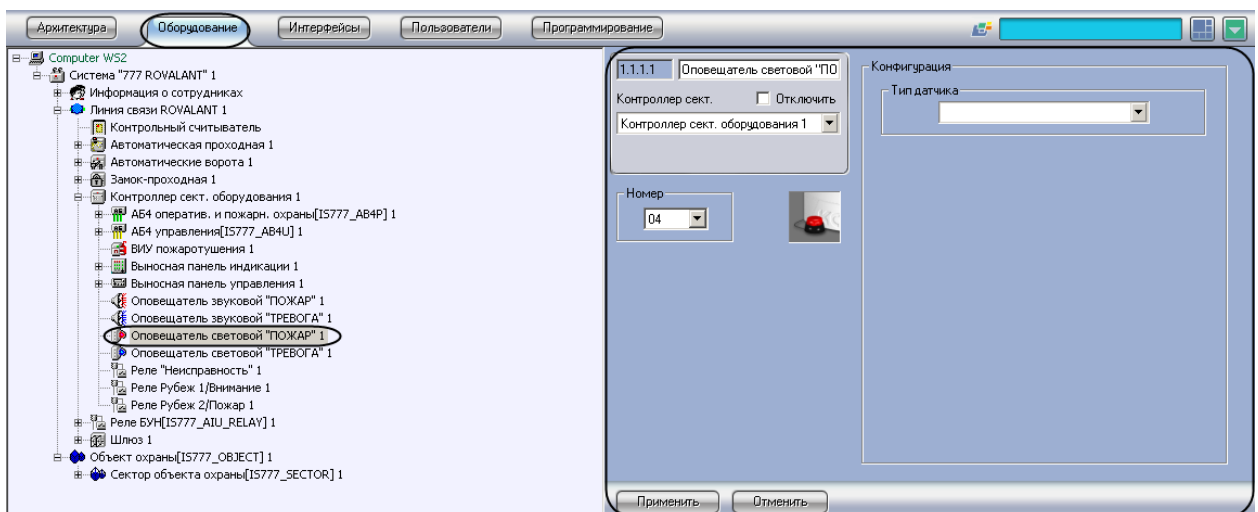 Архитектура Оборудование Интерфейсы Пользователи Программирование
Computer WS2
Система "777 ROVALANT" 1
Информация о сотрудниках
Линия связи ROVALANT 1
Контрольный считыватель
Автоматическая проходная 1
Автоматические ворота 1
Замок-проходная 1
Контроллер сект. оборудования 1
АБ4 оператив. и пожарн. охраны[IS777_AB4P] 1
АБ4 управления[IS777_AB4U] 1
ВИУ пожаротушения 1
Выносная панель индикации 1
Выносная панель управления 1
Оповещатель звуковой "ПОЖАР" 1
Оповещатель звуковой "ТРЕВОГА" 1
Оповещатель световой "ПОЖАР" 1
Оповещатель световой "ТРЕВОГА" 1
Реле "Неисправность" 1
Реле Рубеж 1/Внимание 1
Реле Рубеж 2/Пожар 1
Реле БУН[IS777_AIU_RELAY] 1
Шлюз 1
Объект охраны[IS777_OBJECT] 1
Сектор объекта охраны[IS777_SECTOR] 1
1.1.1.1 Оповещатель световой "ПО
Контроллер сект. Отключить
Контроллер сект. оборудования 1
Номер
04
Конфигурация
Тип датчика
Применить Отменить